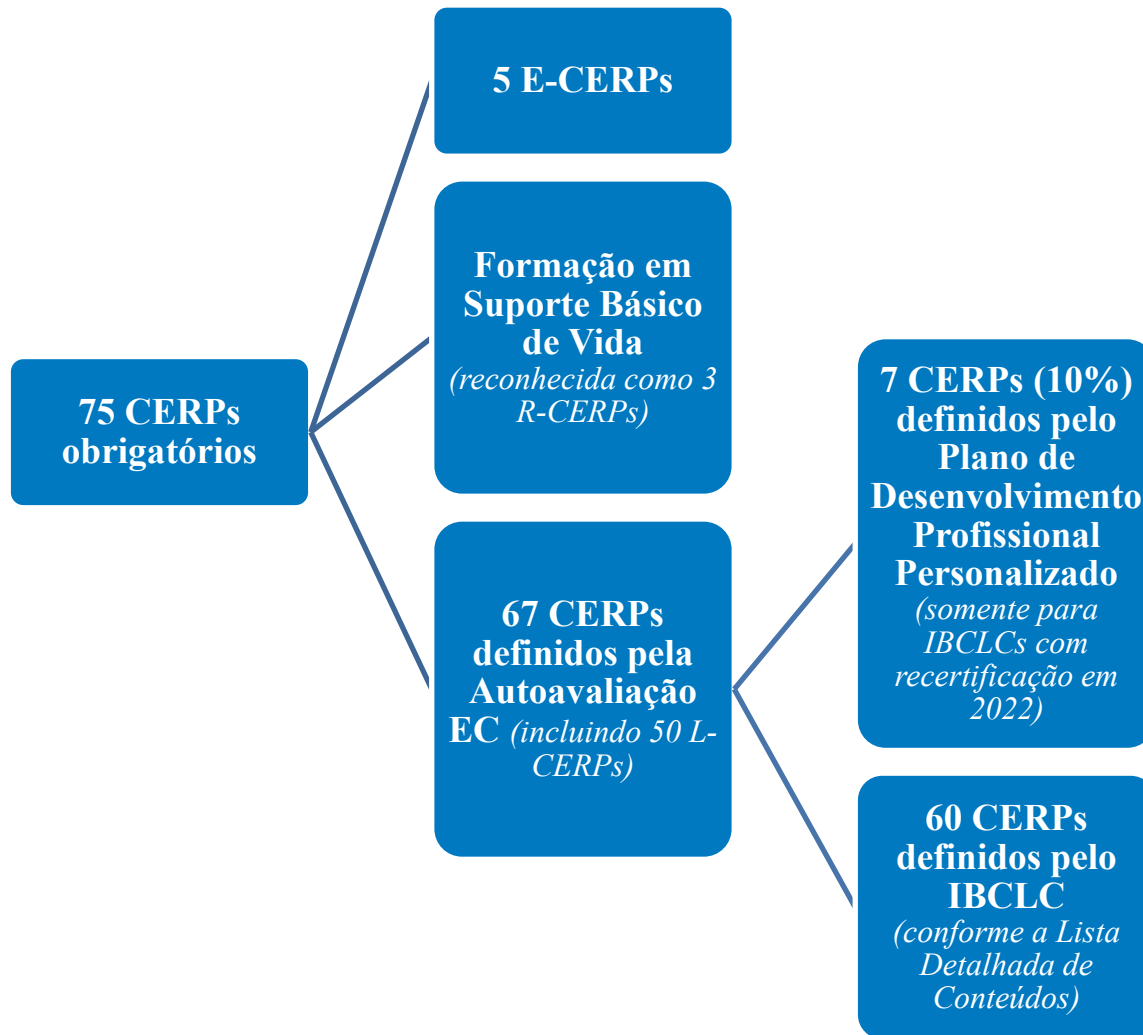 5 E-CERPs
Formação em
Suporte Básico
de Vida
(reconhecida como 3
R-CERPs)
75 CERPs
obrigatórios
67 CERPs
definidos pela
Autoavaliação
EC (incluindo 50 L-
CERPs)
7 CERPs (10%)
definidos pelo
Plano de
Desenvolvimento
Profissional
Personalizado
(somente para
IBCLCs com
recertificação em
2022)
60 CERPs
definidos pelo
IBCLC
(conforme a Lista
Detalhada de
Conteúdos)